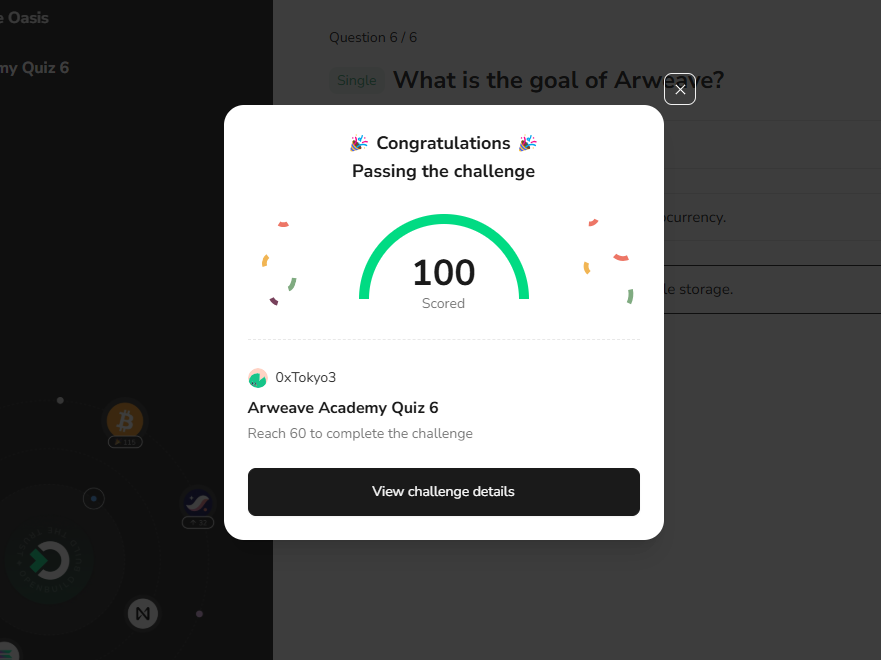 e Oasis
my Quiz 6
Question 6 / 6
Single What is the goal of Arweave?
Congratulations
Passing the challenge
100
Scored
ocurrency.
le storage.
0xTokyo3
Arweave Academy Quiz 6
Reach 60 to complete the challenge
View challenge details